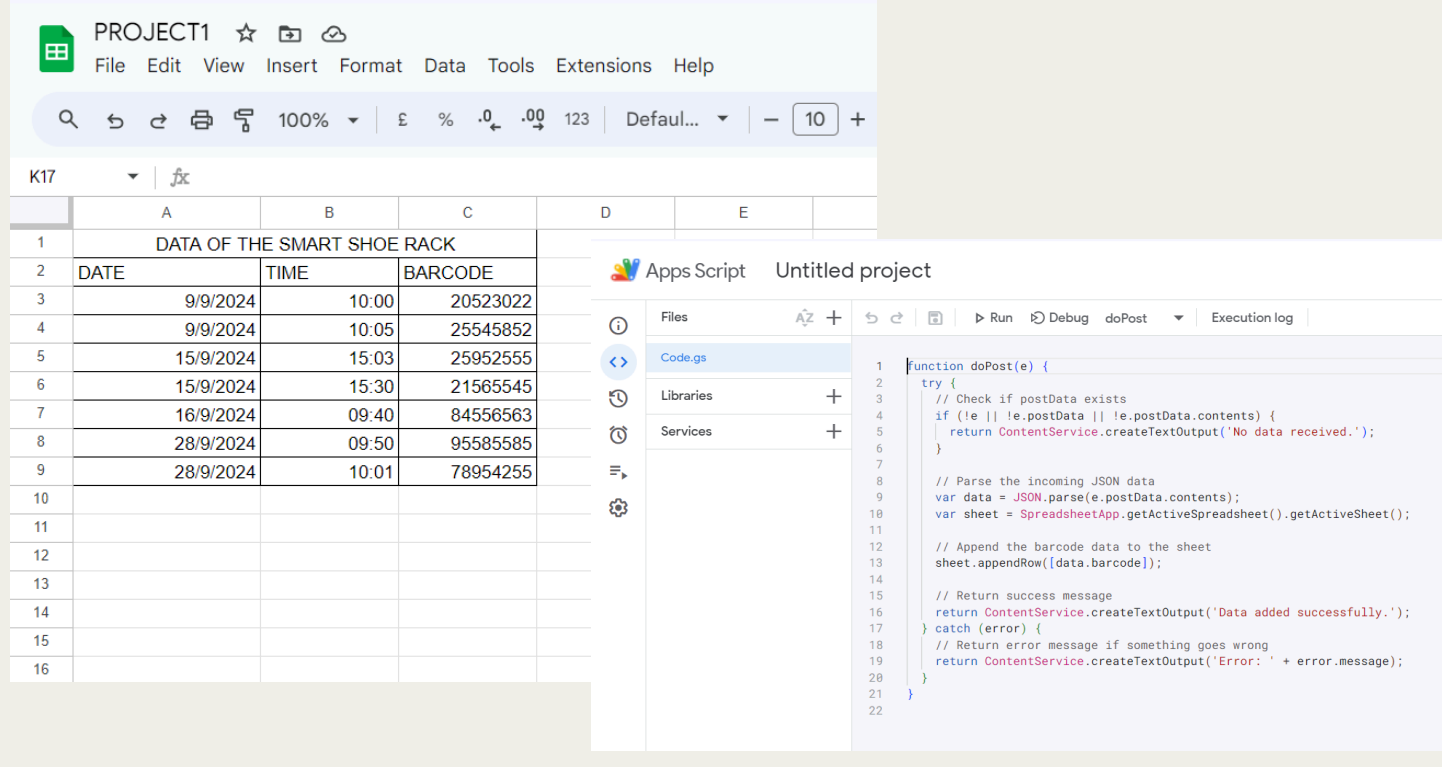 PROJECT1
File Edit View Insert Format Data Tools Extensions Help
100% £ % .0 .00 123 Defaul... 10
K17 fx
A B C D E
1 DATA OF THE SMART SHOE RACK
2 DATE TIME BARCODE
3 9/9/2024 10:00 20523022
4 9/9/2024 10:05 25545852
5 15/9/2024 15:03 25952555
6 15/9/2024 15:30 21565545
7 16/9/2024 09:40 84556563
8 28/9/2024 09:50 95585585
9 28/9/2024 10:01 78954255
10
11
12
13
14
15
16
Apps Script Untitled project
Files AZ
Run Debug doPost Execution log
Code.gs
Libraries
Services
1 function doPost(e) {
2 try {
3 // Check if postData exists
4 if (!e || !e.postData || !e.postData.contents) {
5 return ContentService.createTextOutput('No data received.');
6 }
7
8 // Parse the incoming JSON data
9 var data = JSON.parse(e.postData.contents);
10 var sheet = SpreadsheetApp.getActiveSpreadsheet().getActiveSheet();
11
12 // Append the barcode data to the sheet
13 sheet.appendRow([data.barcode]);
14
15 // Return success message
16 return ContentService.createTextOutput('Data added successfully.');
17 } catch (error) {
18 // Return error message if something goes wrong
19 return ContentService.createTextOutput('Error: ' + error.message);
20 }
21 }
22